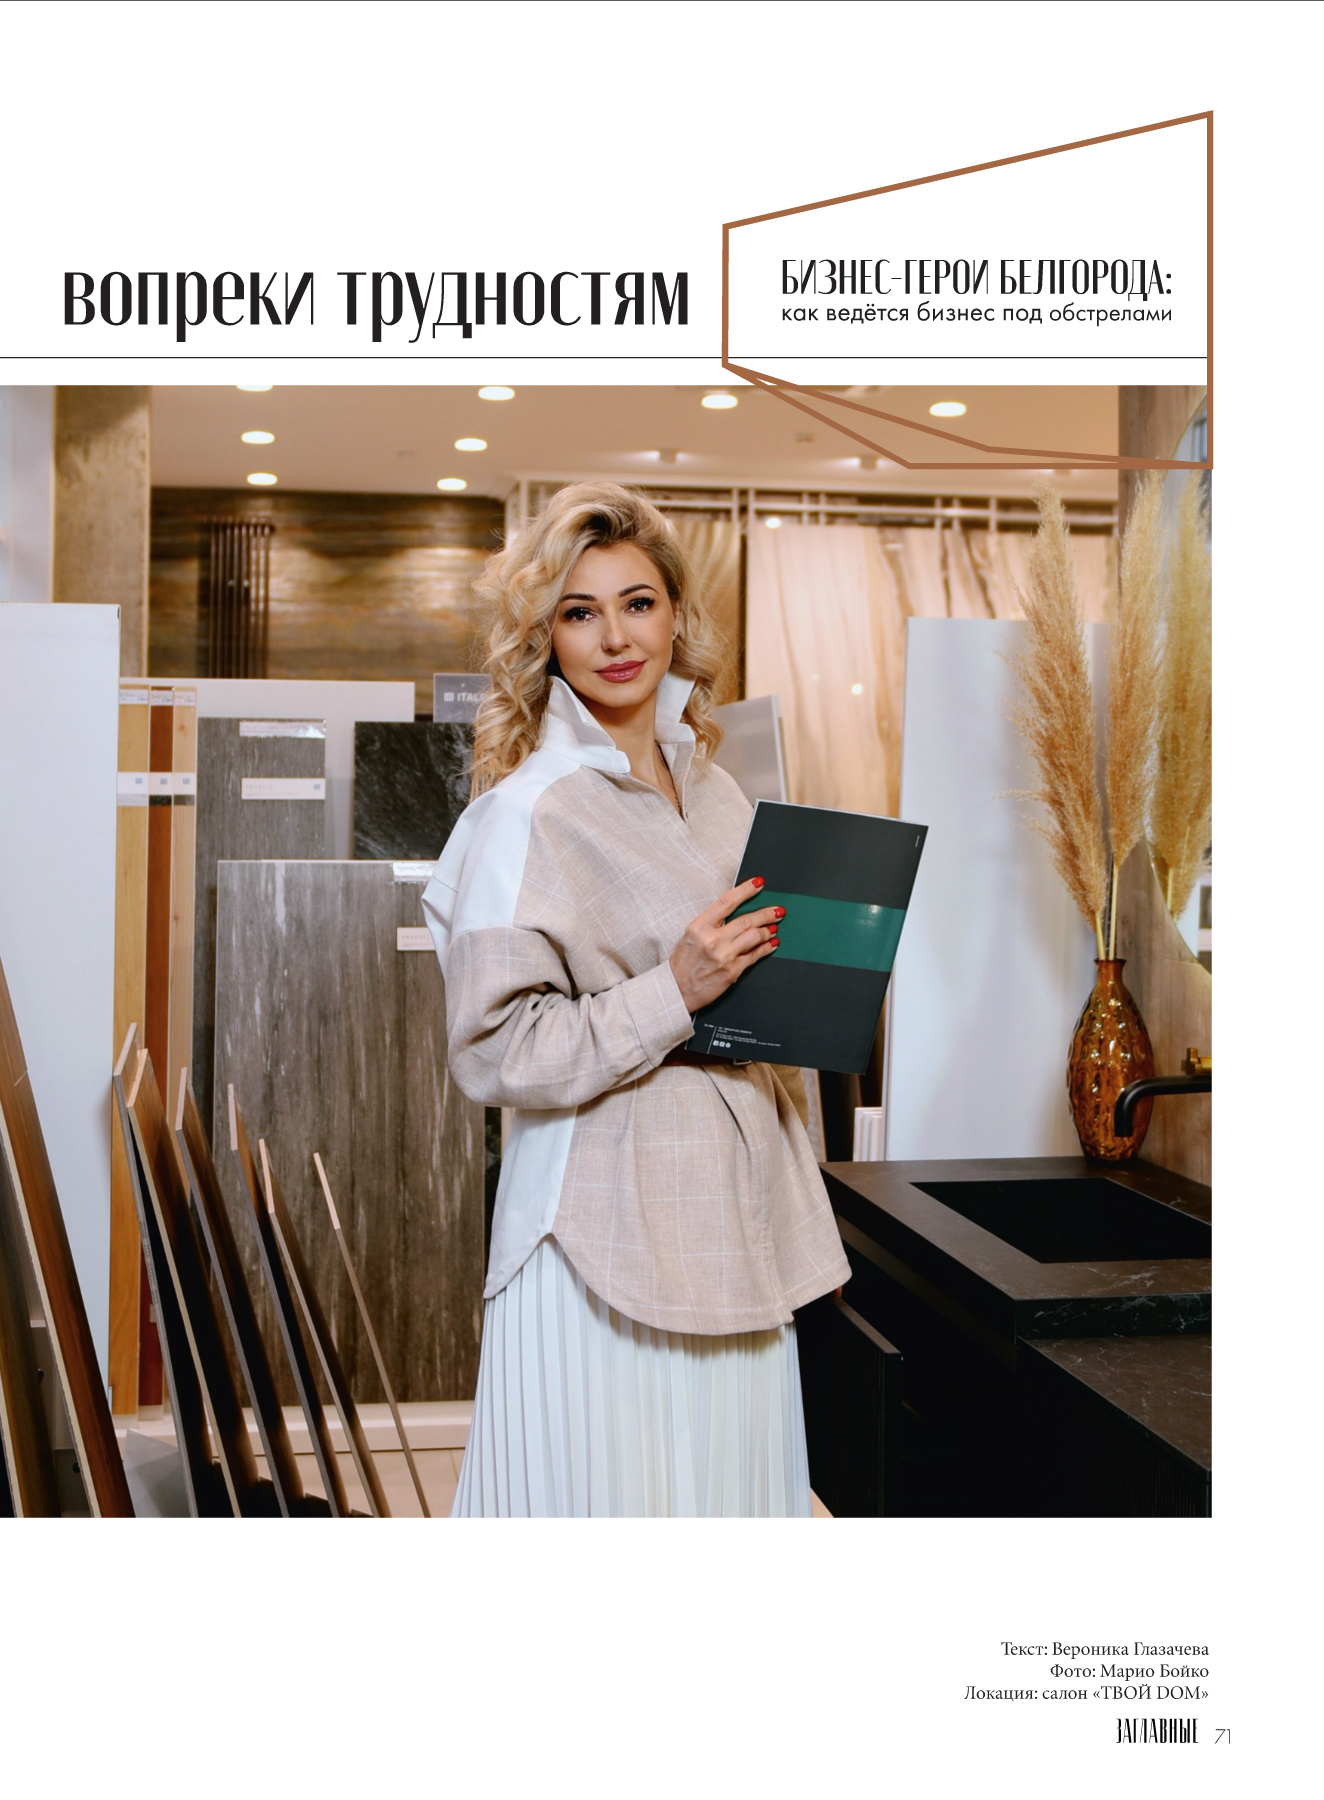 вопреки трудностям
БИЗНЕС-ГЕРОИ БЕЛГОРОДА:
как ведётся бизнес под обстрелами
Текст: Вероника Глазачева
Фото: Марио Бойко
Локация: салон «ТВОЙ DOM»
ЗАГЛАВНЫЕ 71